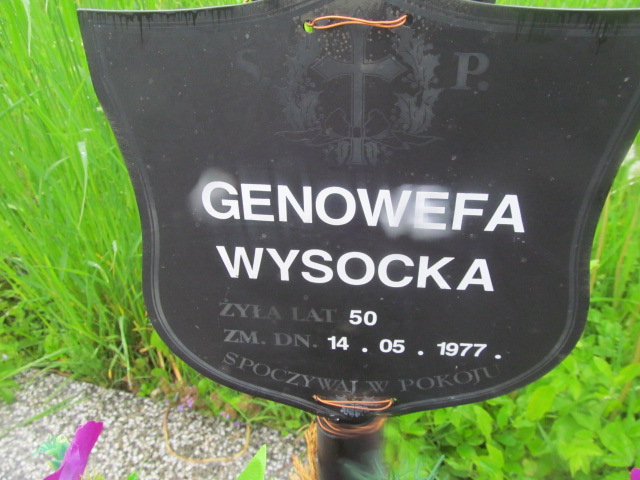 Ś. P.
GENOWEFA
WYSOCKA
ŻYŁA LAT 50
ZM. DN. 14 . 05 . 1977 .
SPOCZYWAJ W POKOJU